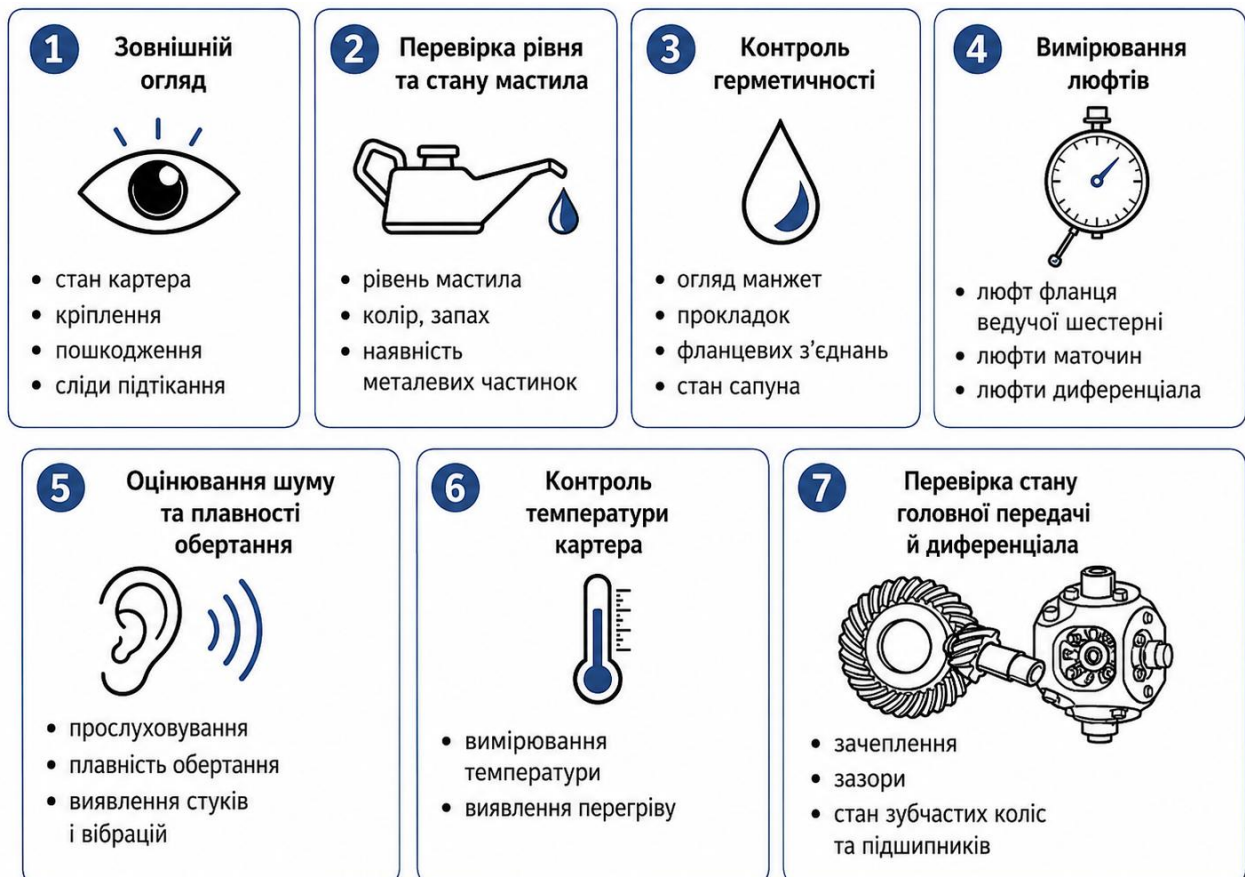 1
Зовнішній
огляд
• стан картера
• кріплення
• пошкодження
• сліди підтікання
2
Перевірка рівня
та стану мастила
• рівень мастила
• колір, запах
• наявність
металевих частинок
3
Контроль
герметичності
• огляд манжет
• прокладок
• фланцевих з’єднань
• стан сапуна
4
Вимірювання
люфтів
• люфт фланця
ведучої шестерні
• люфти маточин
• люфти диференціала
5
Оцінювання шуму
та плавності
обертання
• прослуховування
• плавність обертання
• виявлення стуків
і вібрацій
6
Контроль
температури
картера
• вимірювання
температури
• виявлення перегріву
7
Перевірка стану
головної передачі
й диференціала
• зачеплення
• зазори
• стан зубчастих коліс
та підшипників